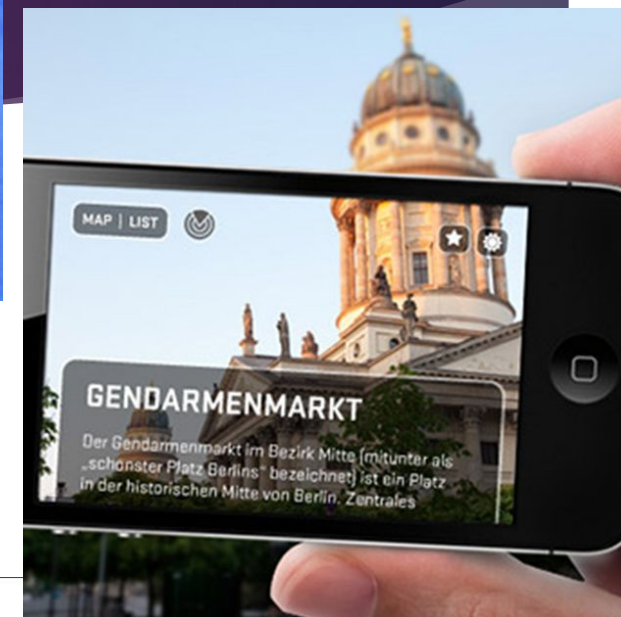 MAP | LIST
GENDARMENMARKT
Der Gendarmenmarkt im Bezirk Mitte (mitunter als
„schönster Platz Berlins" bezeichnet) ist ein Platz
in der historischen Mitte von Berlin. Zentrales